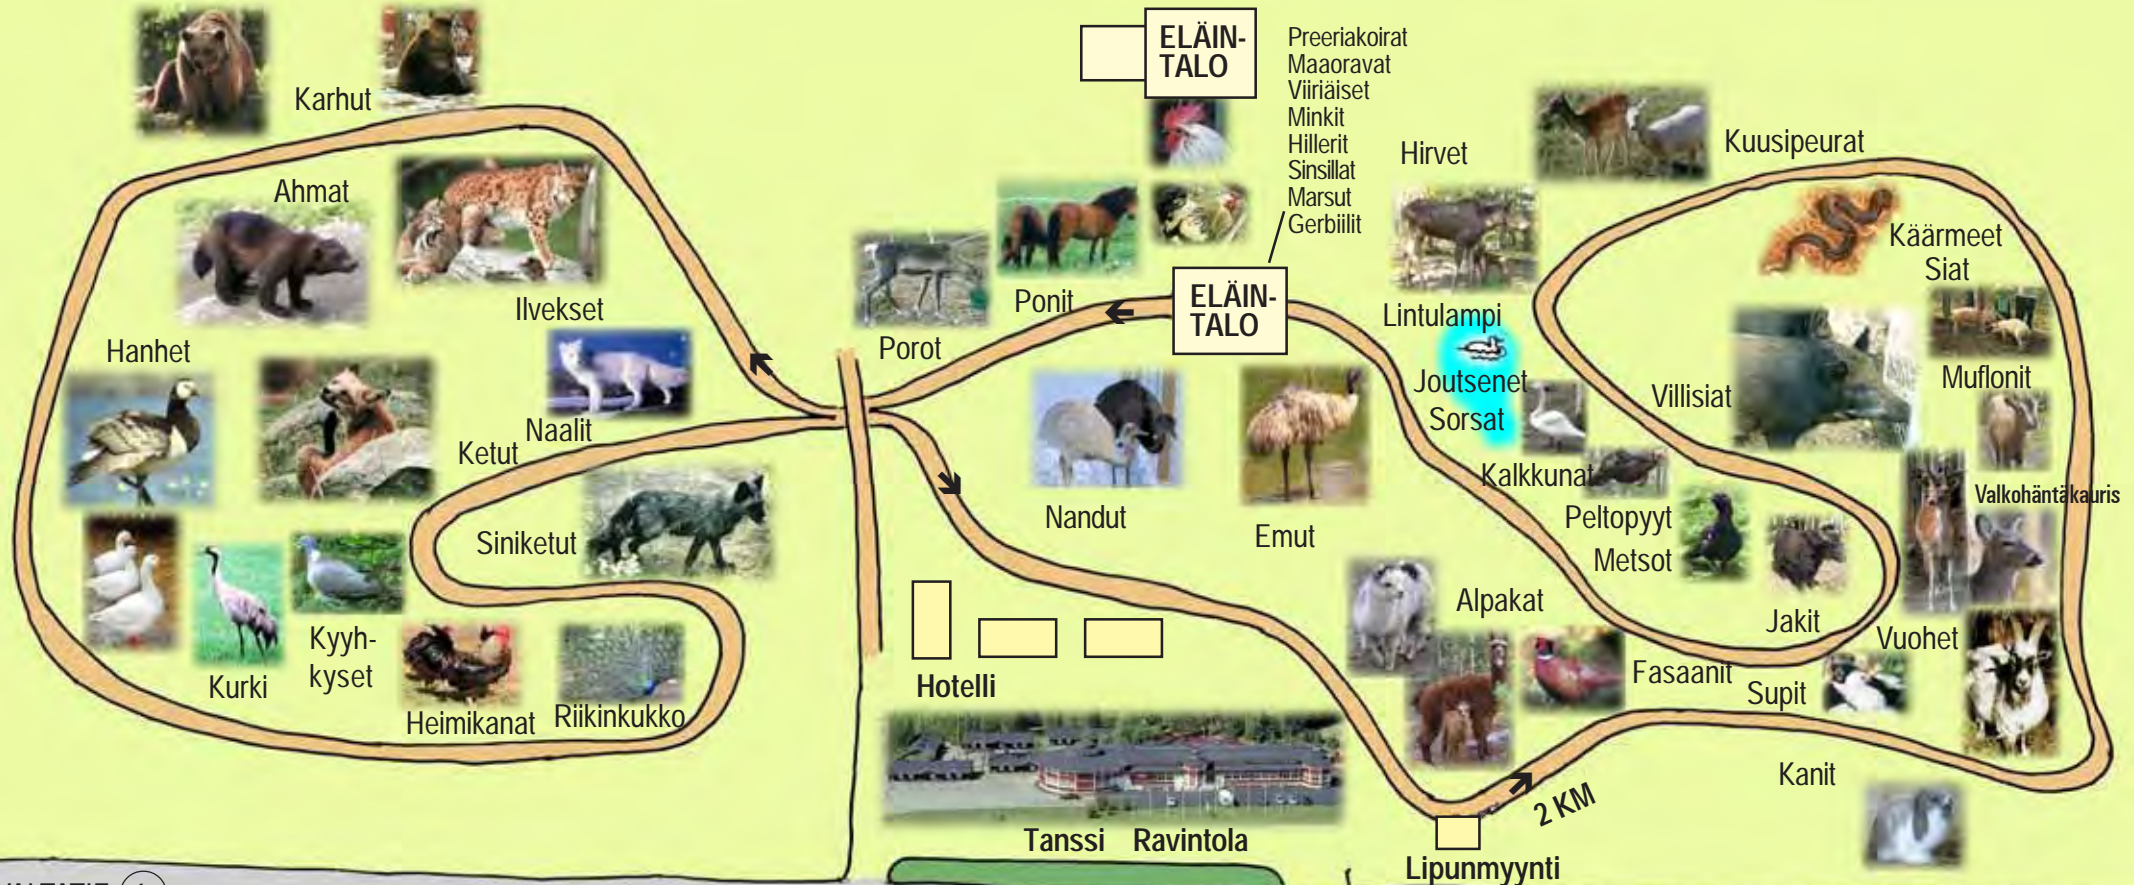 Karhut
Ahmat
Ilvekset
Hanhet
Naalit
Ketut
Siniketut
Kurki
Kyyh-
kyset
Heimikanat
Riikinkukko
ELÄIN-
TALO
Preeriakoirat
Maaoravat
Viiriäiset
Minkit
Hillerit
Sinsillat
Marsut
Gerbiilit
ELÄIN-
TALO
Ponit
Porot
Nandut
Emut
Hirvet
Kuusipeurat
Käärmeet
Siat
Lintulampi
Joutsenet
Sorsat
Villisiat
Muflonit
Kalkkunat
Peltopyyt
Metsot
Valkohäntäkauris
Jakit
Vuohet
Alpakat
Fasaanit
Supit
Kanit
Hotelli
Tanssi Ravintola
2 KM
Lipunmyynti